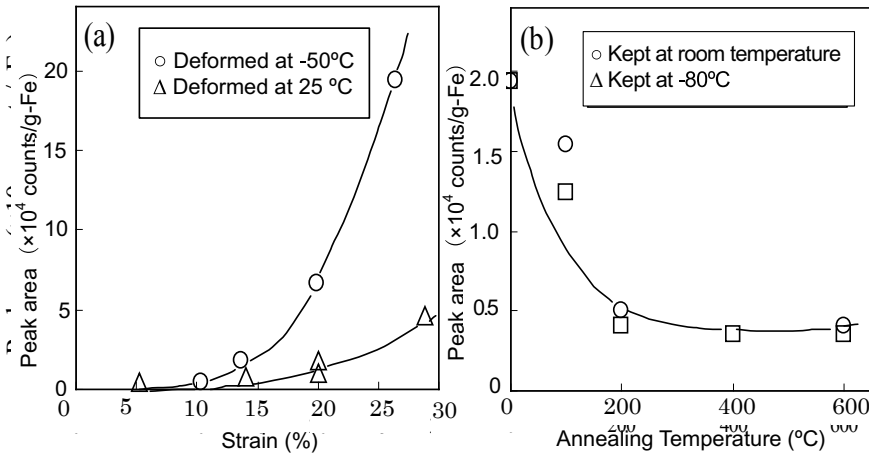 (a)
○ Deformed at -50ºC
△ Deformed at 25 ºC
Peak area (×10⁴ counts/g-Fe)
20
15
10
5
0
0 5 10 15 20 25 30
Strain (%)
(b)
○ Kept at room temperature
△ Kept at -80ºC
Peak area (×10⁴ counts/g-Fe)
2.0
1.5
1.0
0.5
0
0 200 400 600
Annealing Temperature (ºC)